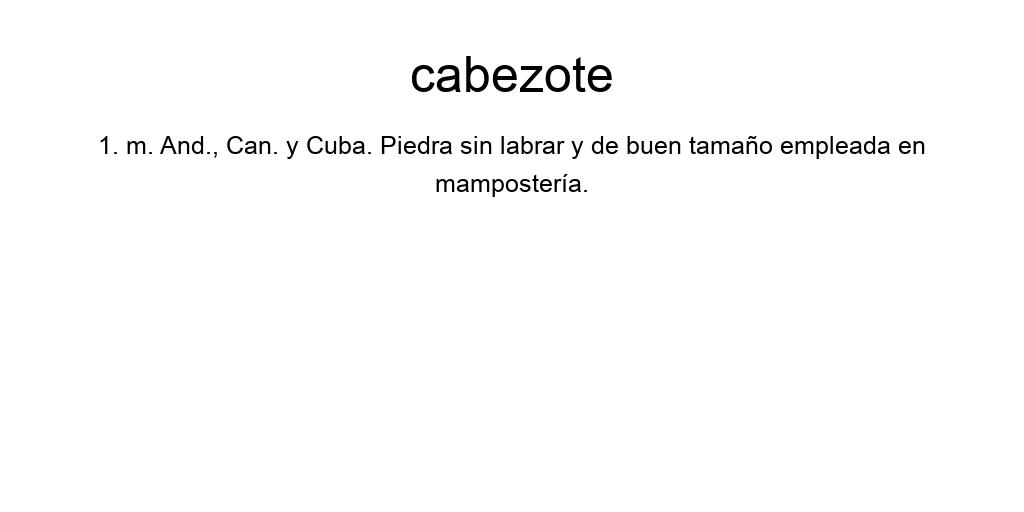 cabezote
1. m. And., Can. y Cuba. Piedra sin labrar y de buen tamaño empleada en
mampostería.